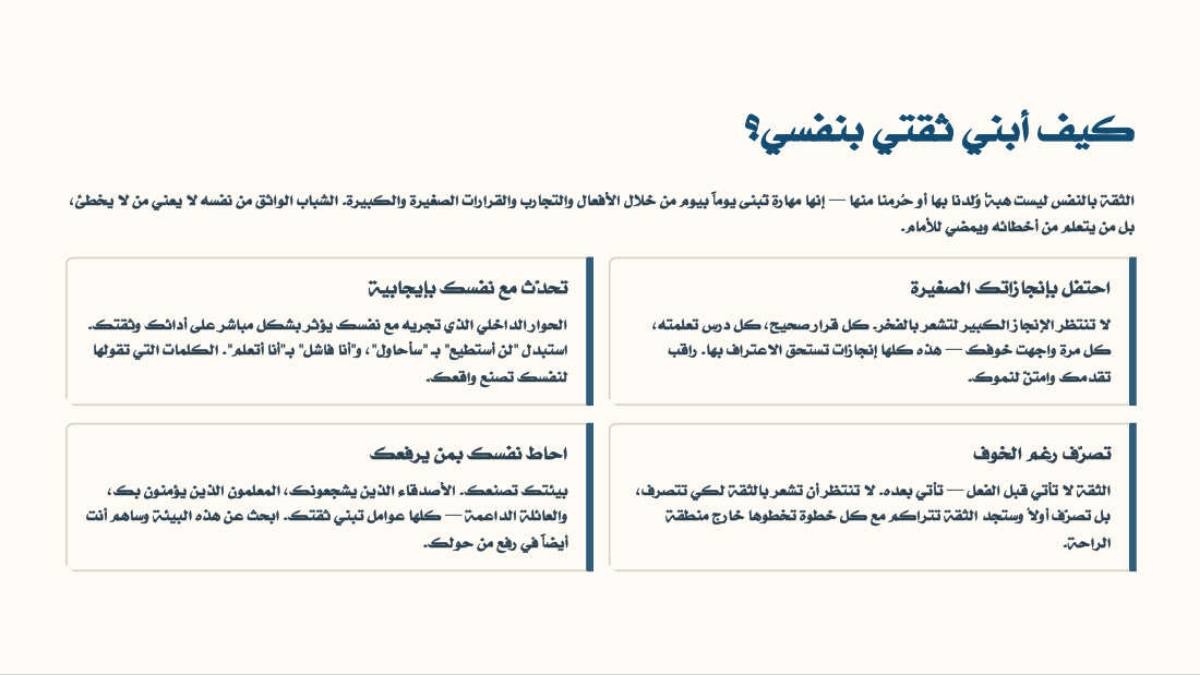 كيف أبني ثقتي بنفسي؟
الثقة بالنفس ليست هبةً وُلدنا بها أو حُرمنا منها — إنها مهارة تُبنى يوماً بيوم من خلال الأفعال والتجارب والقرارات الصغيرة والكبيرة. الشباب الواثق من نفسه لا يعني من لا يخطئ،
بل من يتعلم من أخطائه ويمضي للأمام.
احتفل بإنجازاتك الصغيرة
لا تنتظر الإنجاز الكبير لتشعر بالفخر. كل قرار صحيح، كل درس تعلمته،
كل مرة واجهت خوفك — هذه كلها إنجازات تستحق الاعتراف بها. راقب
تقدمك وامتنّ لنموك.
تحدّث مع نفسك بإيجابية
الحوار الداخلي الذي تجريه مع نفسك يؤثر بشكل مباشر على أدائك وثقتك.
استبدل "لن أستطيع" بـ "سأحاول"، و"أنا فاشل" بـ"أنا أتعلم". الكلمات التي تقولها
لنفسك تصنع واقعك.
تصرّف رغم الخوف
الثقة لا تأتي قبل الفعل — تأتي بعده. لا تنتظر أن تشعر بالثقة لكي تتصرف،
بل تصرّف أولاً وستجد الثقة تتراكم مع كل خطوة تخطوها خارج منطقة
الراحة.
احاط نفسك بمن يرفعك
بيئتك تصنعك. الأصدقاء الذين يشجعونك، المعلمون الذين يؤمنون بك،
والعائلة الداعمة — كلها عوامل تبني ثقتك. ابحث عن هذه البيئة وساهم أنت
أيضاً في رفع من حولك.